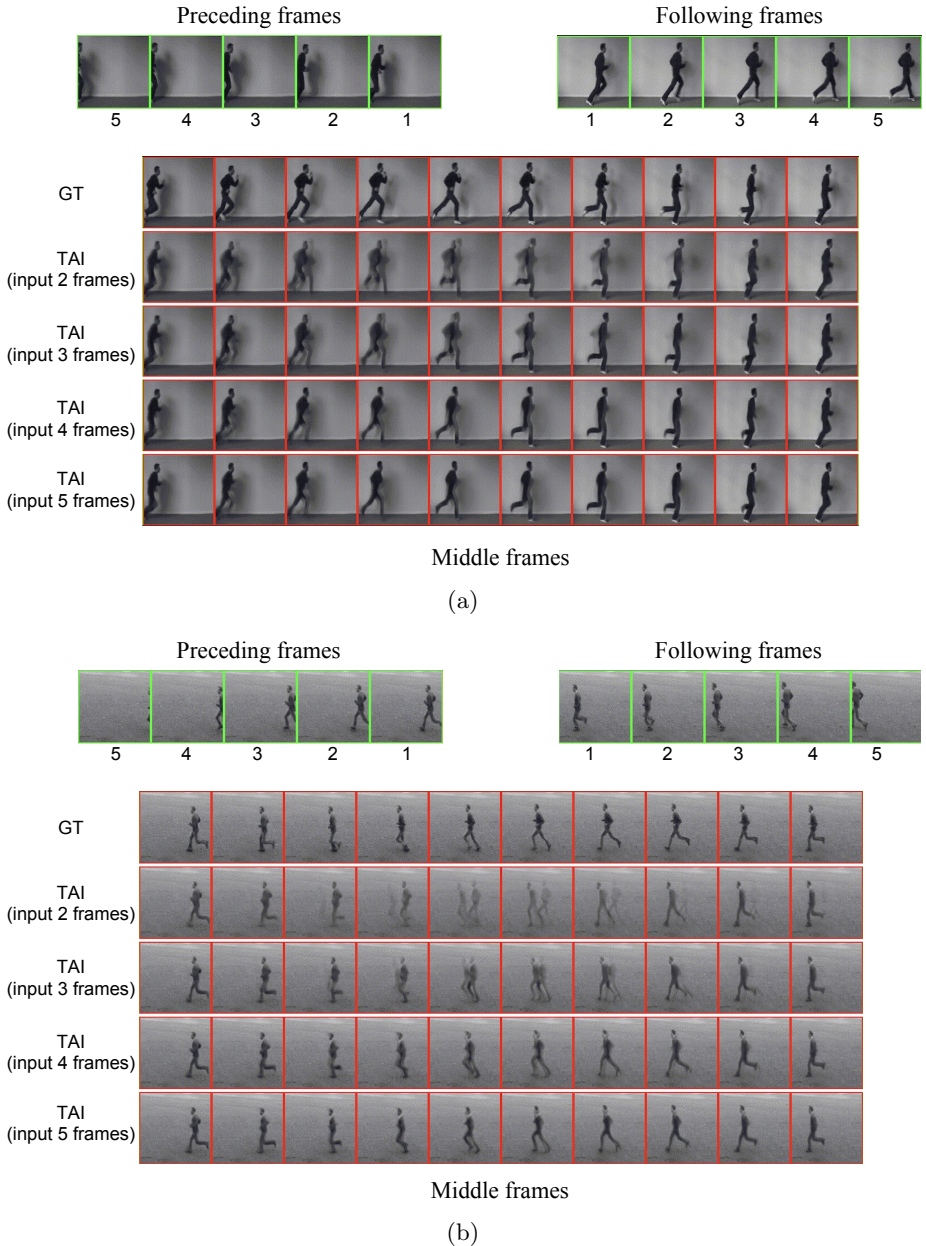 Preceding frames Following frames
5 4 3 2 1 1 2 3 4 5
GT
TAI
(input 2 frames)
TAI
(input 3 frames)
TAI
(input 4 frames)
TAI
(input 5 frames)
Middle frames
(a)
Preceding frames Following frames
5 4 3 2 1 1 2 3 4 5
GT
TAI
(input 2 frames)
TAI
(input 3 frames)
TAI
(input 4 frames)
TAI
(input 5 frames)
Middle frames
(b)